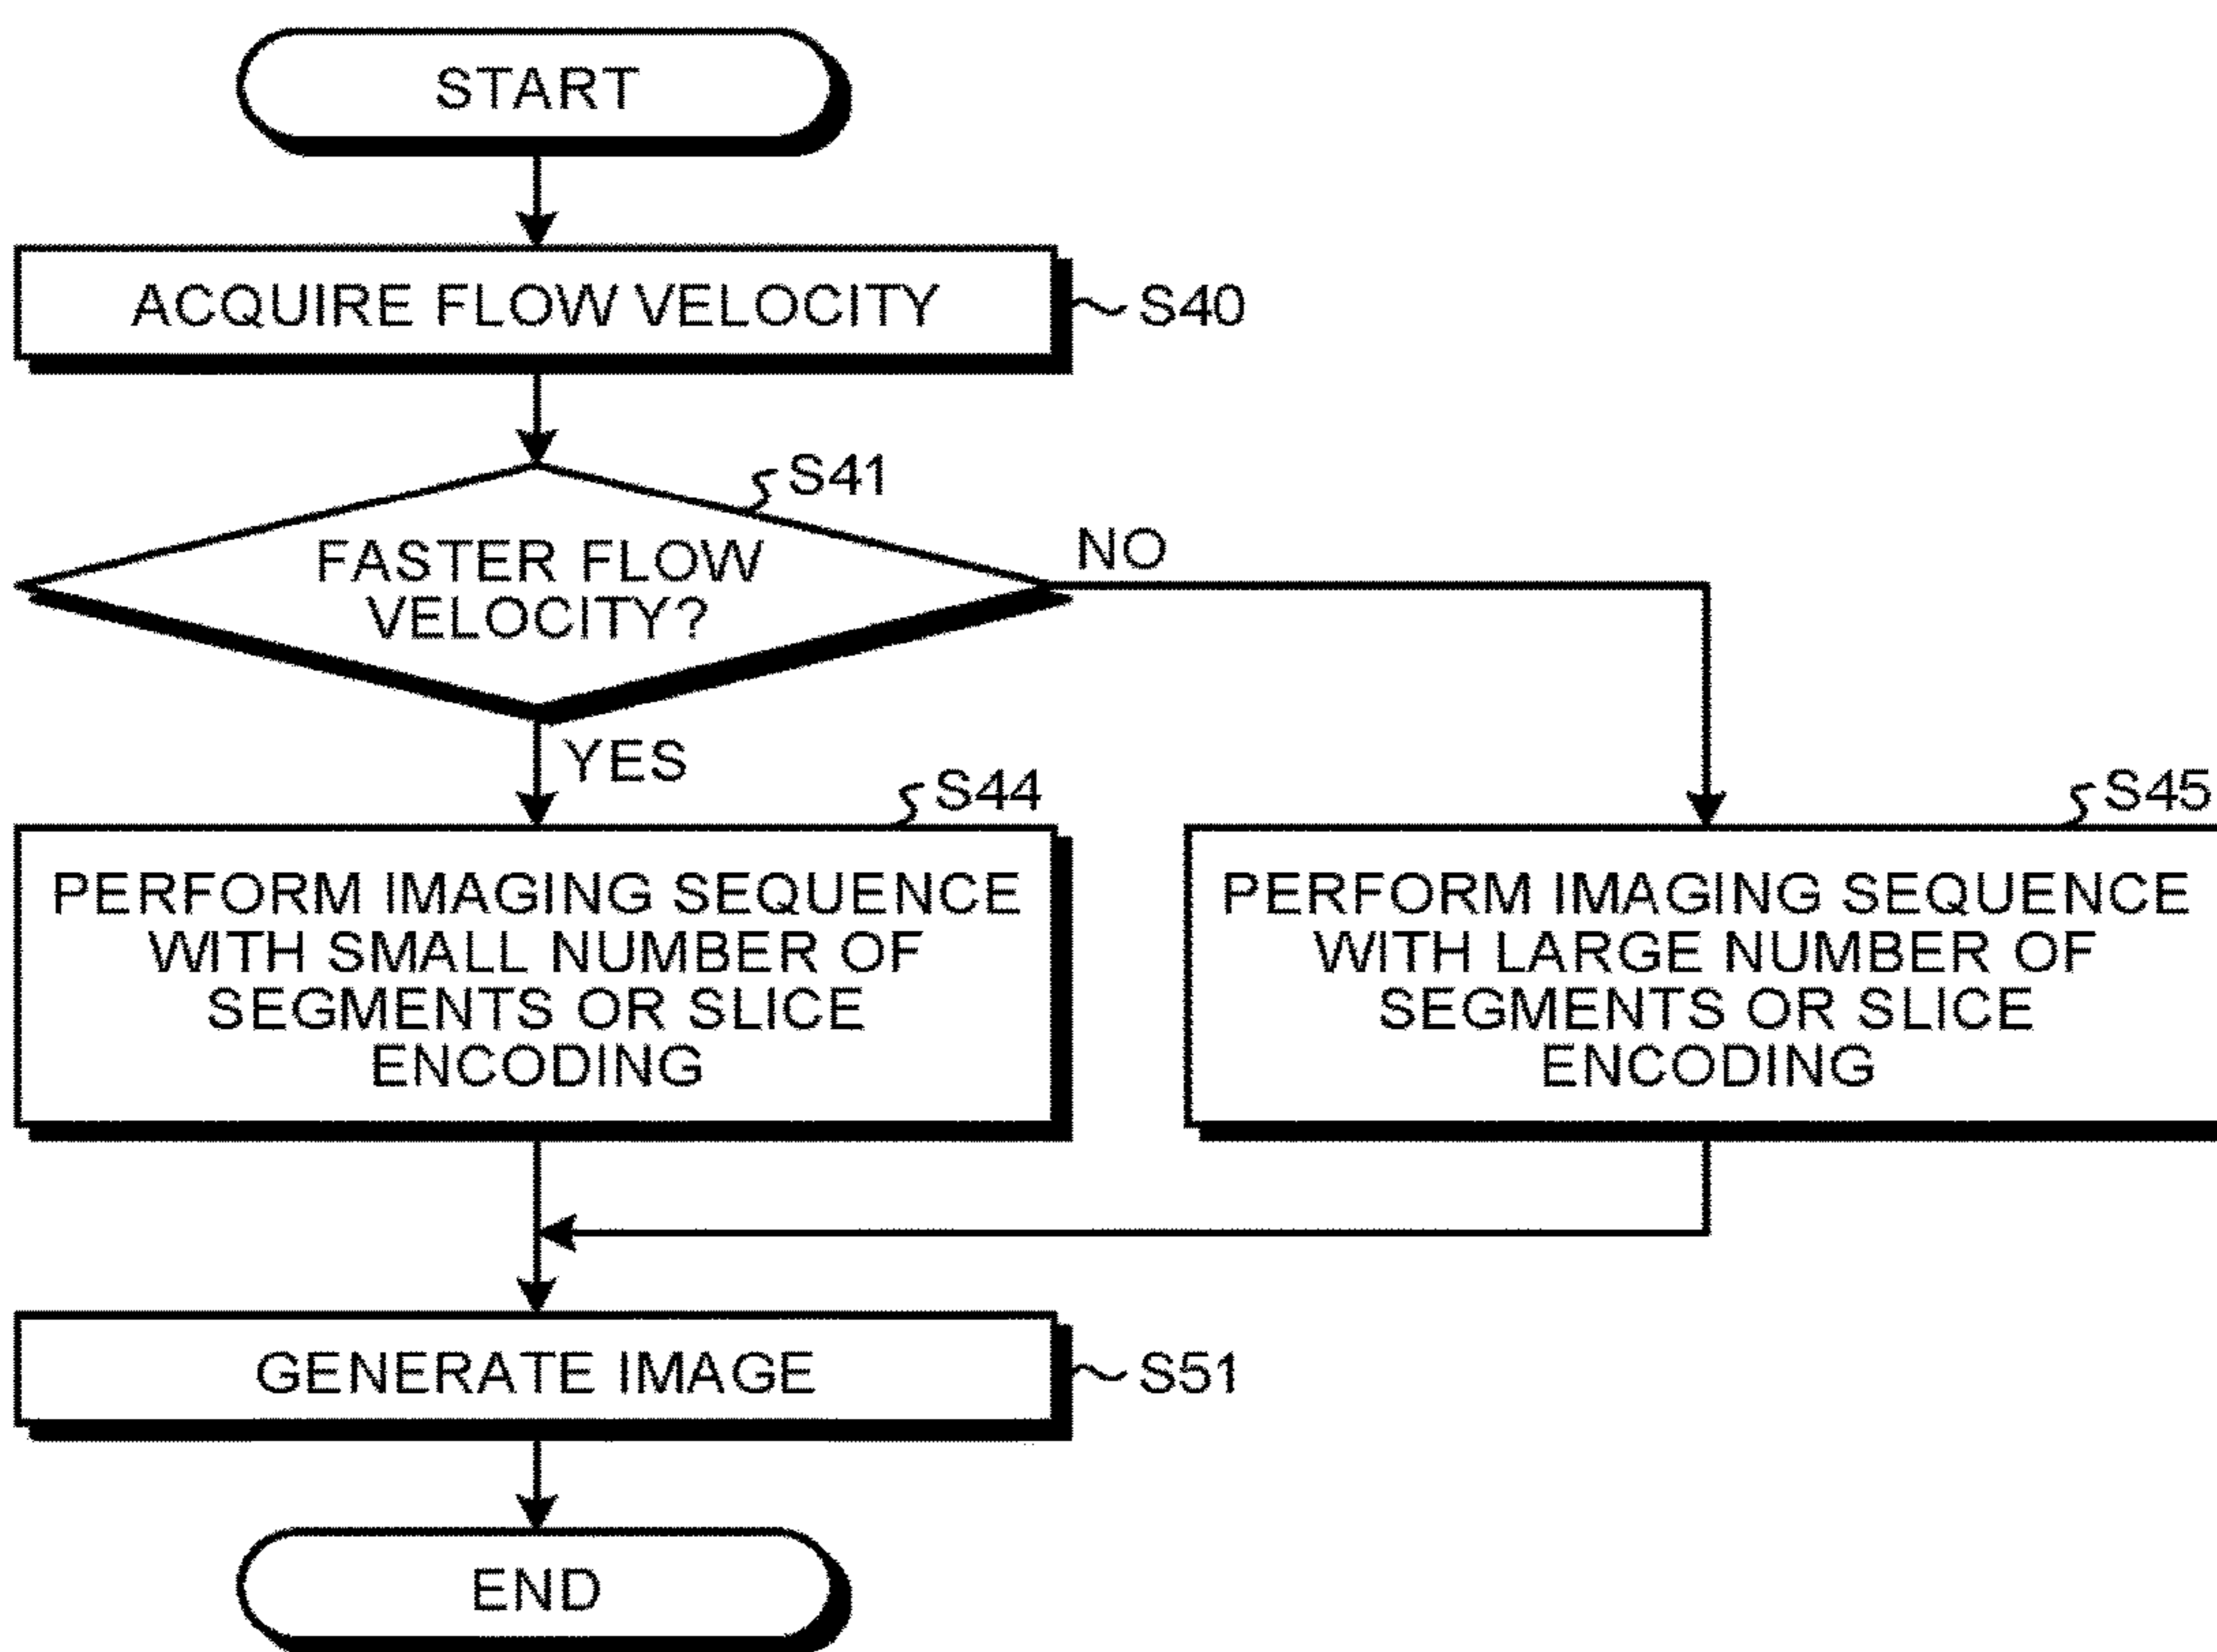 START
ACQUIRE FLOW VELOCITY
S40
S41
FASTER FLOW
VELOCITY?
NO
YES
S44
PERFORM IMAGING SEQUENCE
WITH SMALL NUMBER OF
SEGMENTS OR SLICE
ENCODING
S45
PERFORM IMAGING SEQUENCE
WITH LARGE NUMBER OF
SEGMENTS OR SLICE
ENCODING
GENERATE IMAGE
S51
END